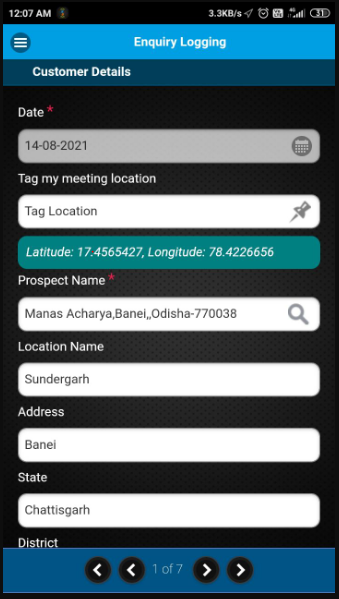 12:07 AM 3.3KB/s 31
Enquiry Logging
Customer Details
Date *
14-08-2021
Tag my meeting location
Tag Location
Latitude: 17.4565427, Longitude: 78.4226656
Prospect Name *
Manas Acharya,Banei,,Odisha-770038
Location Name
Sundergarh
Address
Banei
State
Chattisgarh
District
1 of 7